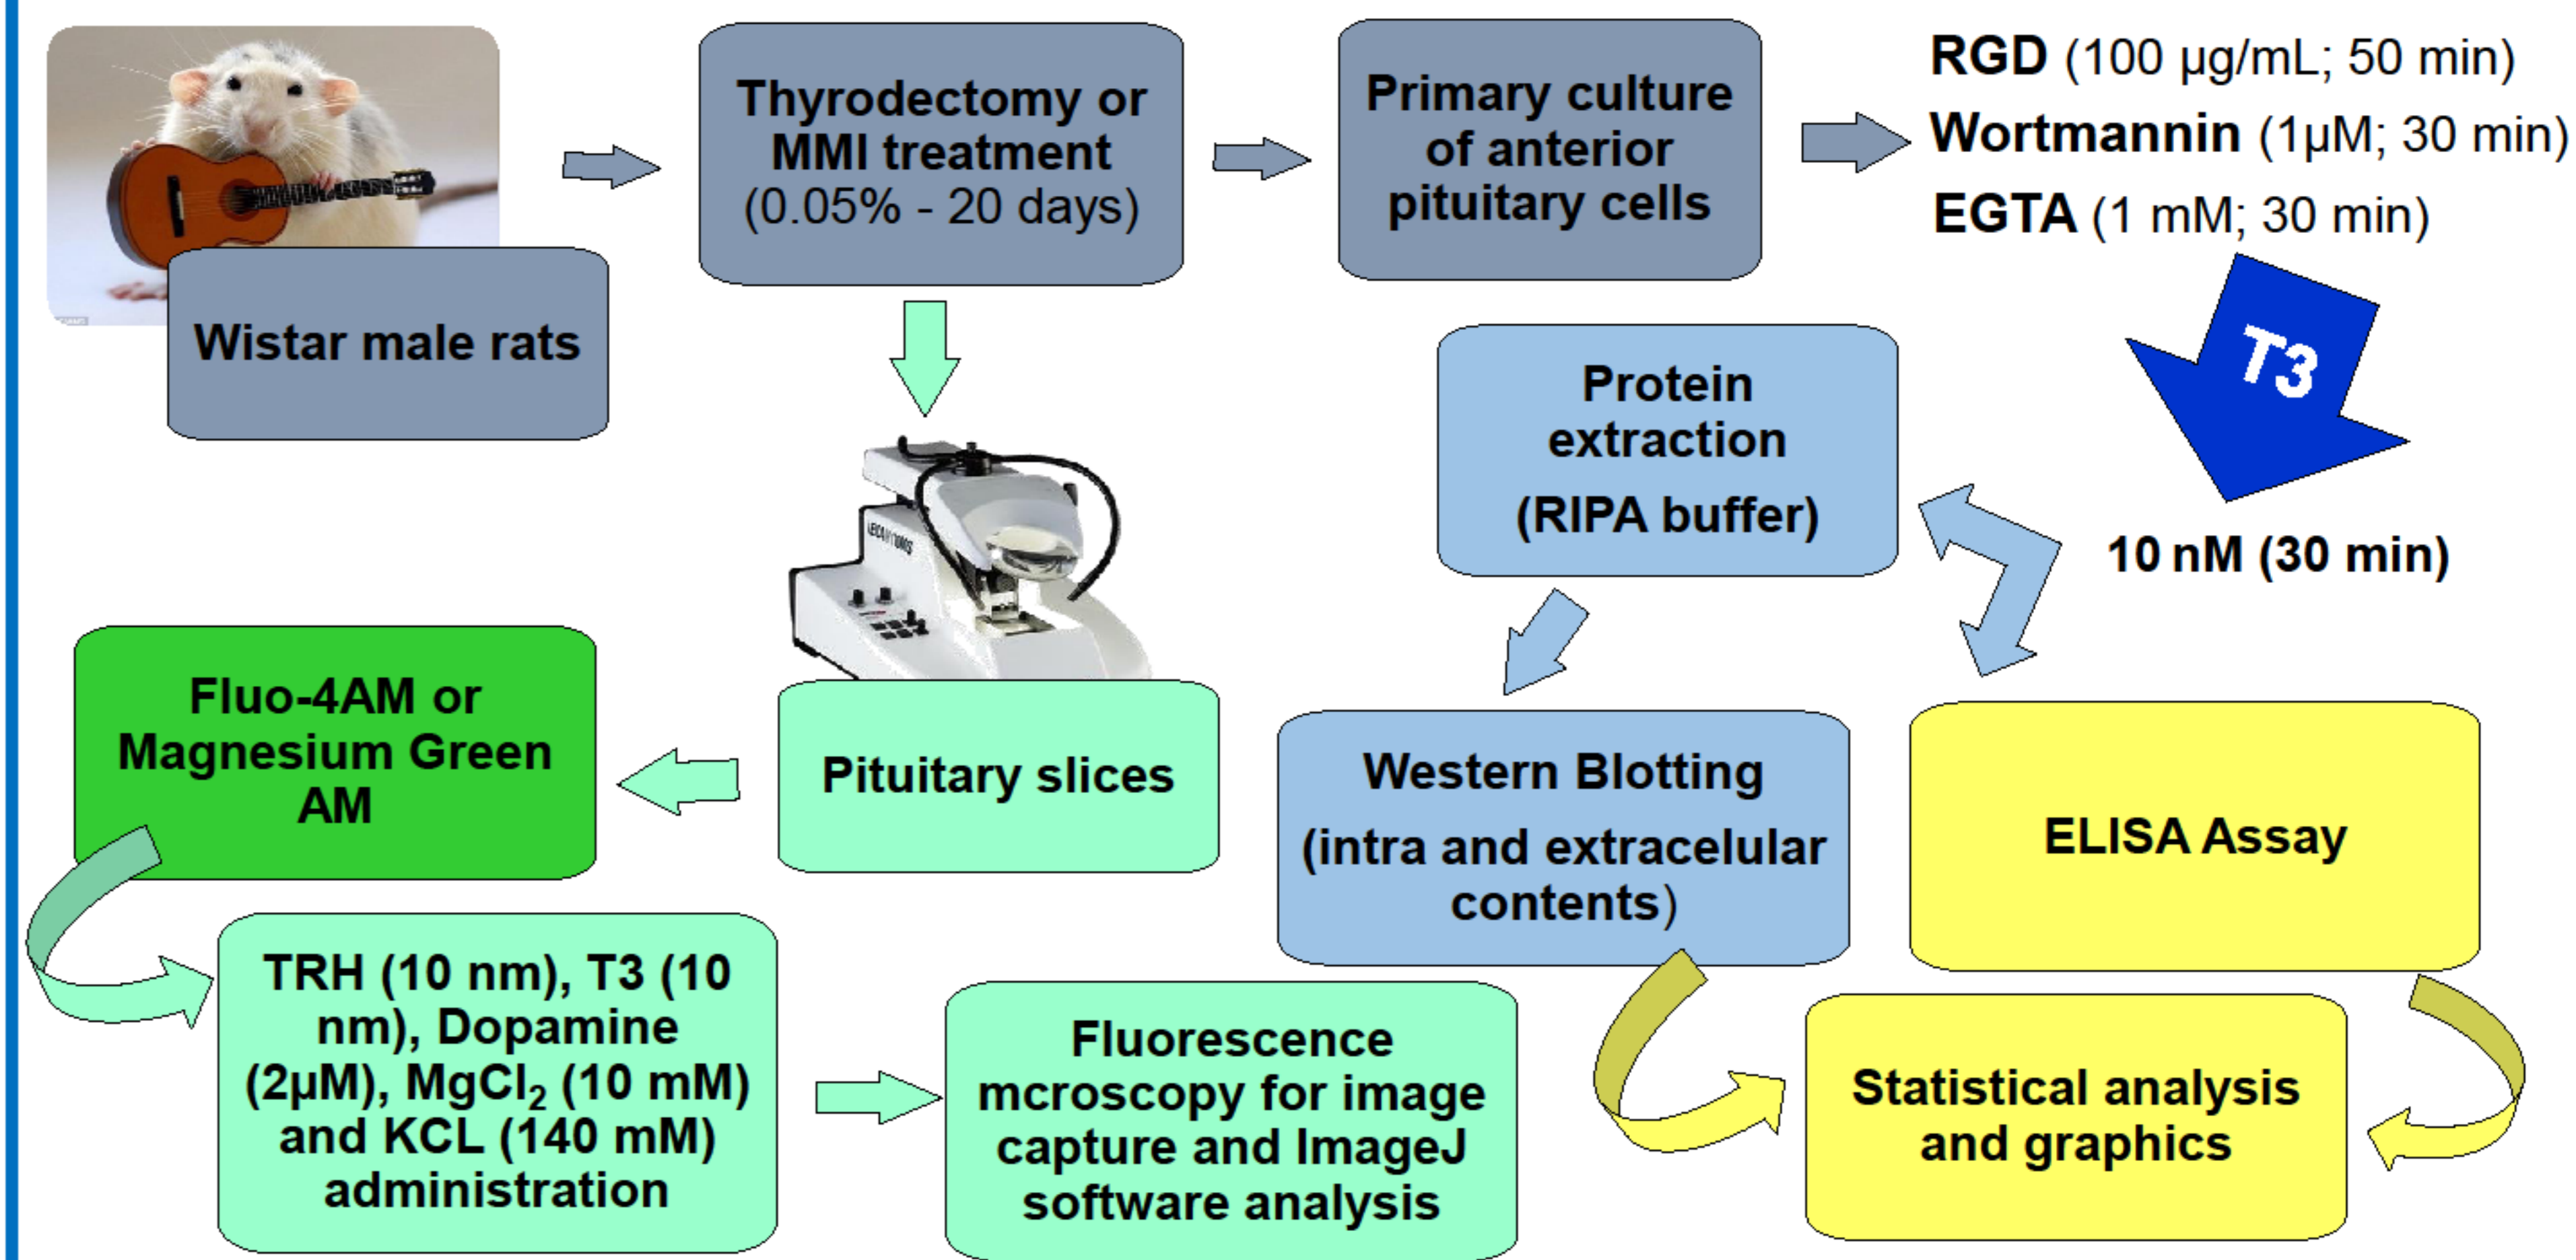 Wistar male rats
Thyrodectomy or
MMI treatment
(0.05% - 20 days)
Primary culture
of anterior
pituitary cells
RGD (100 µg/mL; 50 min)
Wortmannin (1µM; 30 min)
EGTA (1 mM; 30 min)
T3
10 nM (30 min)
Protein
extraction
(RIPA buffer)
Western Blotting
(intra and extracelular
contents)
ELISA Assay
Statistical analysis
and graphics
Pituitary slices
Fluo-4AM or
Magnesium Green
AM
TRH (10 nm), T3 (10
nm), Dopamine
(2µM), MgCl₂ (10 mM)
and KCL (140 mM)
administration
Fluorescence
mcroscopy for image
capture and ImageJ
software analysis